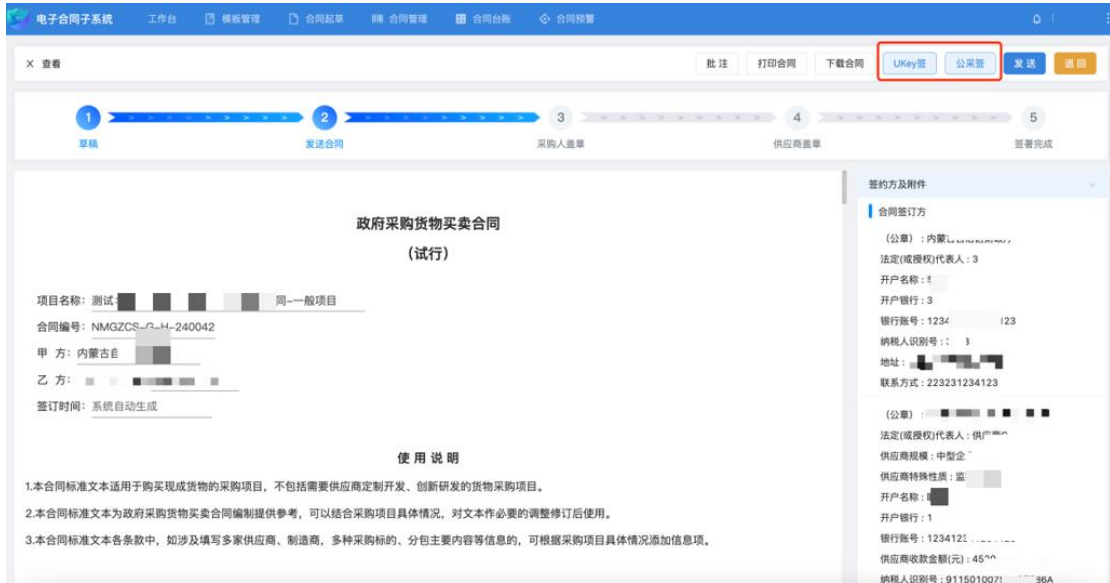 电子合同子系统 工作台 模板管理 合同起草 合同管理 合同台账 合同预警
X 查看 批注 打印合同 下载合同 UKey签 公采签 发送 退回
1 2 3 4 5
草稿 发送合同 采购人盖章 供应商盖章 签署完成
政府采购货物买卖合同
(试行)
项目名称: 测试 同-一般项目
合同编号: NMGZCS-G-H-240042
甲 方: 内蒙古自
乙 方:
签订时间: 系统自动生成
使用说明
1.本合同标准文本适用于购买现成货物的采购项目，不包括需要供应商定制开发、创新研发的货物采购项目。
2.本合同标准文本为政府采购货物买卖合同编制提供参考，可以结合采购项目具体情况，对文本作必要的调整修订后使用。
3.本合同标准文本各条款中，如涉及填写多家供应商、制造商，多种采购标的、分包主要内容等信息的，可根据采购项目具体情况添加信息项。
签约方及附件
合同签订方
（公章）: 内蒙
法定(或授权)代表人: 3
开户名称:
开户银行: 3
银行账号: 1234 123
纳税人识别号: 3
地址:
联系方式: 223231234123
（公章）:
法定(或授权)代表人: 供
供应商规模: 中型企
供应商特殊性质: 监
开户名称:
开户银行: 1
银行账号: 123412
供应商收款金额(元):
纳税人识别号: 911501007 86A